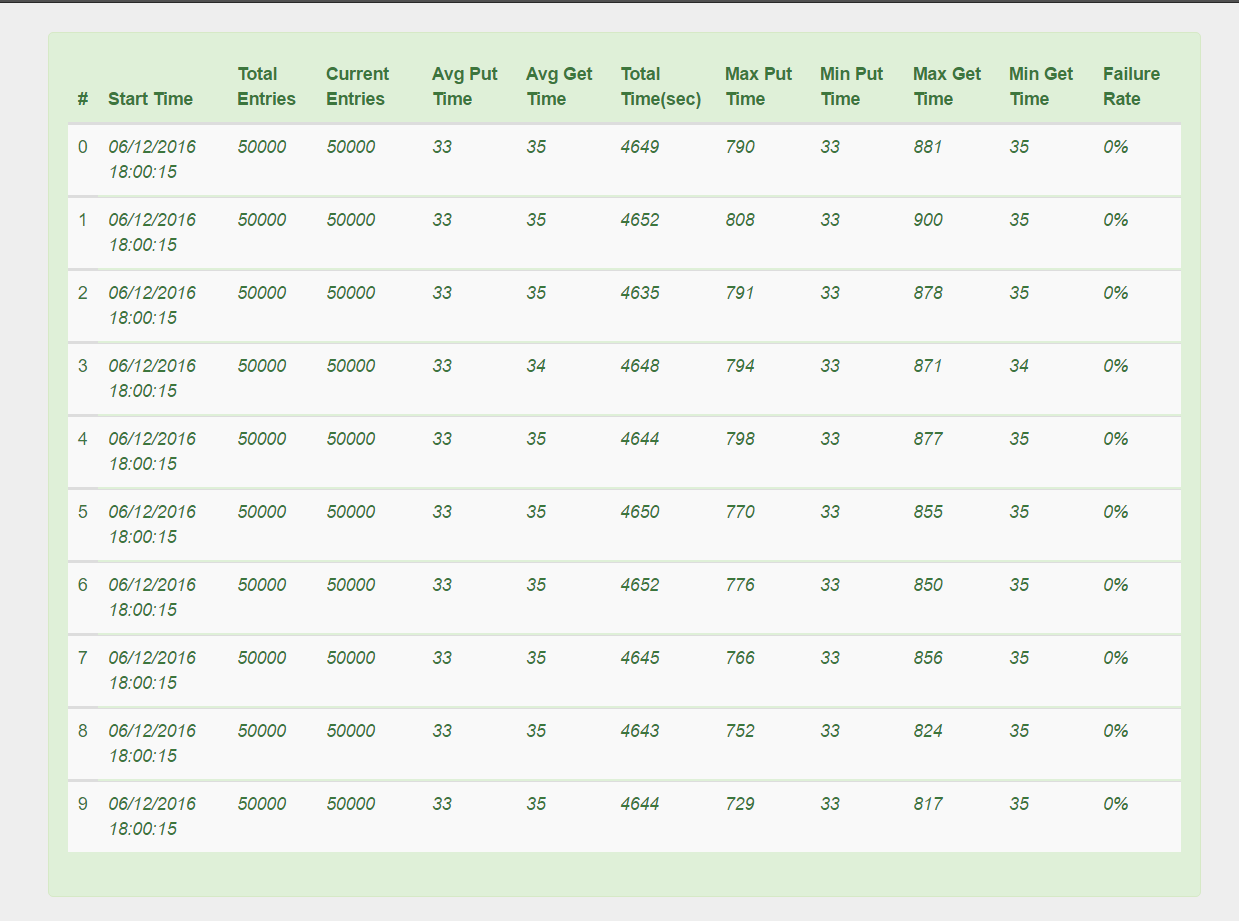 # Start Time Total Entries Current Entries Avg Put Time Avg Get Time Total Time(sec) Max Put Time Min Put Time Max Get Time Min Get Time Failure Rate
0 06/12/2016 18:00:15 50000 50000 33 35 4649 790 33 881 35 0%
1 06/12/2016 18:00:15 50000 50000 33 35 4652 808 33 900 35 0%
2 06/12/2016 18:00:15 50000 50000 33 35 4635 791 33 878 35 0%
3 06/12/2016 18:00:15 50000 50000 33 34 4648 794 33 871 34 0%
4 06/12/2016 18:00:15 50000 50000 33 35 4644 798 33 877 35 0%
5 06/12/2016 18:00:15 50000 50000 33 35 4650 770 33 855 35 0%
6 06/12/2016 18:00:15 50000 50000 33 35 4652 776 33 850 35 0%
7 06/12/2016 18:00:15 50000 50000 33 35 4645 766 33 856 35 0%
8 06/12/2016 18:00:15 50000 50000 33 35 4643 752 33 824 35 0%
9 06/12/2016 18:00:15 50000 50000 33 35 4644 729 33 817 35 0%